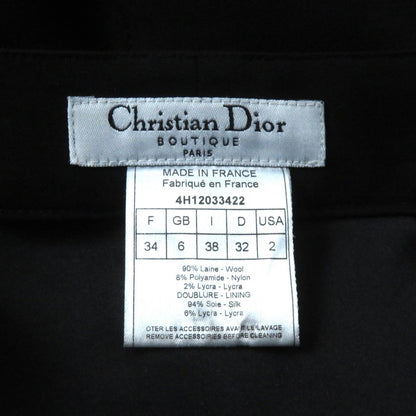 Christian Dior
BOUTIQUE
PARIS
MADE IN FRANCE
Fabriqué en France
4H12033422
F GB I D USA
34 6 38 32 2
90% Laine - Wool
8% Polyamide - Nylon
2% Lycra - Lycra
DOUBLURE - LINING
94% Soie - Silk
6% Lycra - Lycra
OTER LES ACCESSOIRES AVANT LE LAVAGE
REMOVE ACCESSOIRIES BEFORE CLEANING